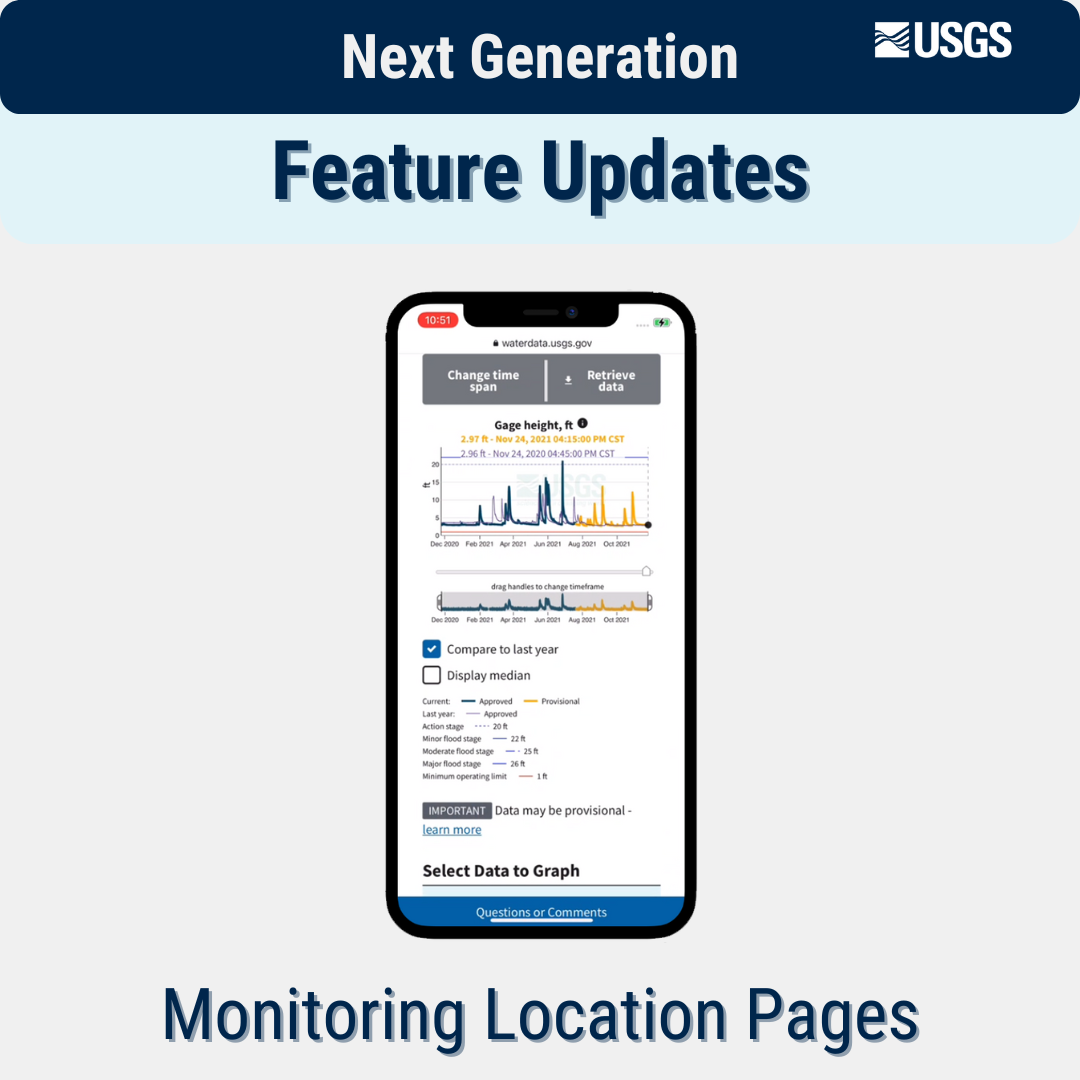 Next Generation
USGS
Feature Updates
10:51
waterdata.usgs.gov
Change time
span
Retrieve
data
Gage height, ft
2.97 ft - Nov 24, 2021 04:15:00 PM CST
2.96 ft - Nov 24, 2020 04:45:00 PM CST
USGS
ft
20
15
10
5
0
Dec 2020 Feb 2021 Apr 2021 Jun 2021 Aug 2021 Oct 2021
drag handles to change timeframe
Dec 2020 Feb 2021 Apr 2021 Jun 2021 Aug 2021 Oct 2021
Compare to last year
Display median
Current: Approved Provisional
Last year: Approved
Action stage 20 ft
Minor flood stage 22 ft
Moderate flood stage 25 ft
Major flood stage 26 ft
Minimum operating limit 1 ft
IMPORTANT Data may be provisional -
learn more
Select Data to Graph
Questions or Comments
Monitoring Location Pages